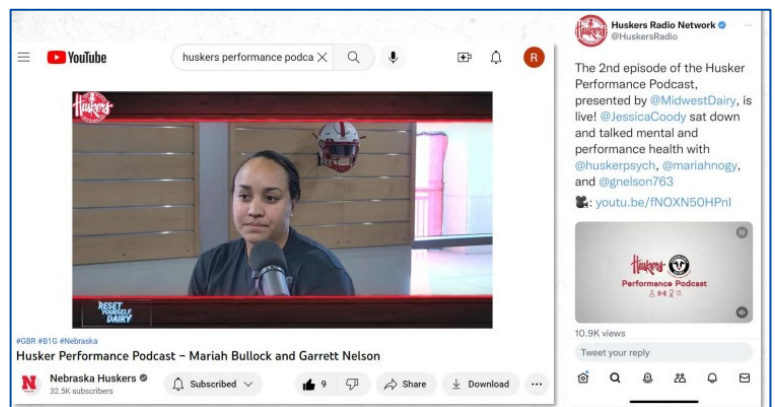 YouTube
huskers performance podca
R
Huskers
RESET
YOURSELF
DAIRY
#GBR #B1G #Nebraska
Husker Performance Podcast – Mariah Bullock and Garrett Nelson
N
Nebraska Huskers
32.5K subscribers
Subscribed
9
Share
Download
Huskers Radio Network
@HuskersRadio
The 2nd episode of the Husker
Performance Podcast,
presented by @MidwestDairy, is
live! @JessicaCoody sat down
and talked mental and
performance health with
@huskerpsych, @mariahnogy,
and @gnelson763
: youtu.be/fNOXN50HPnI
Huskers
Performance Podcast
10.9K views
Tweet your reply